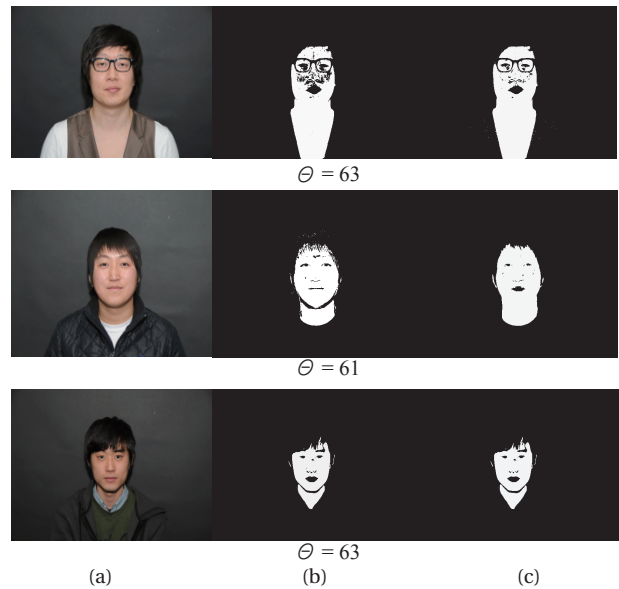 Θ = 63
Θ = 61
Θ = 63
(a) (b) (c)